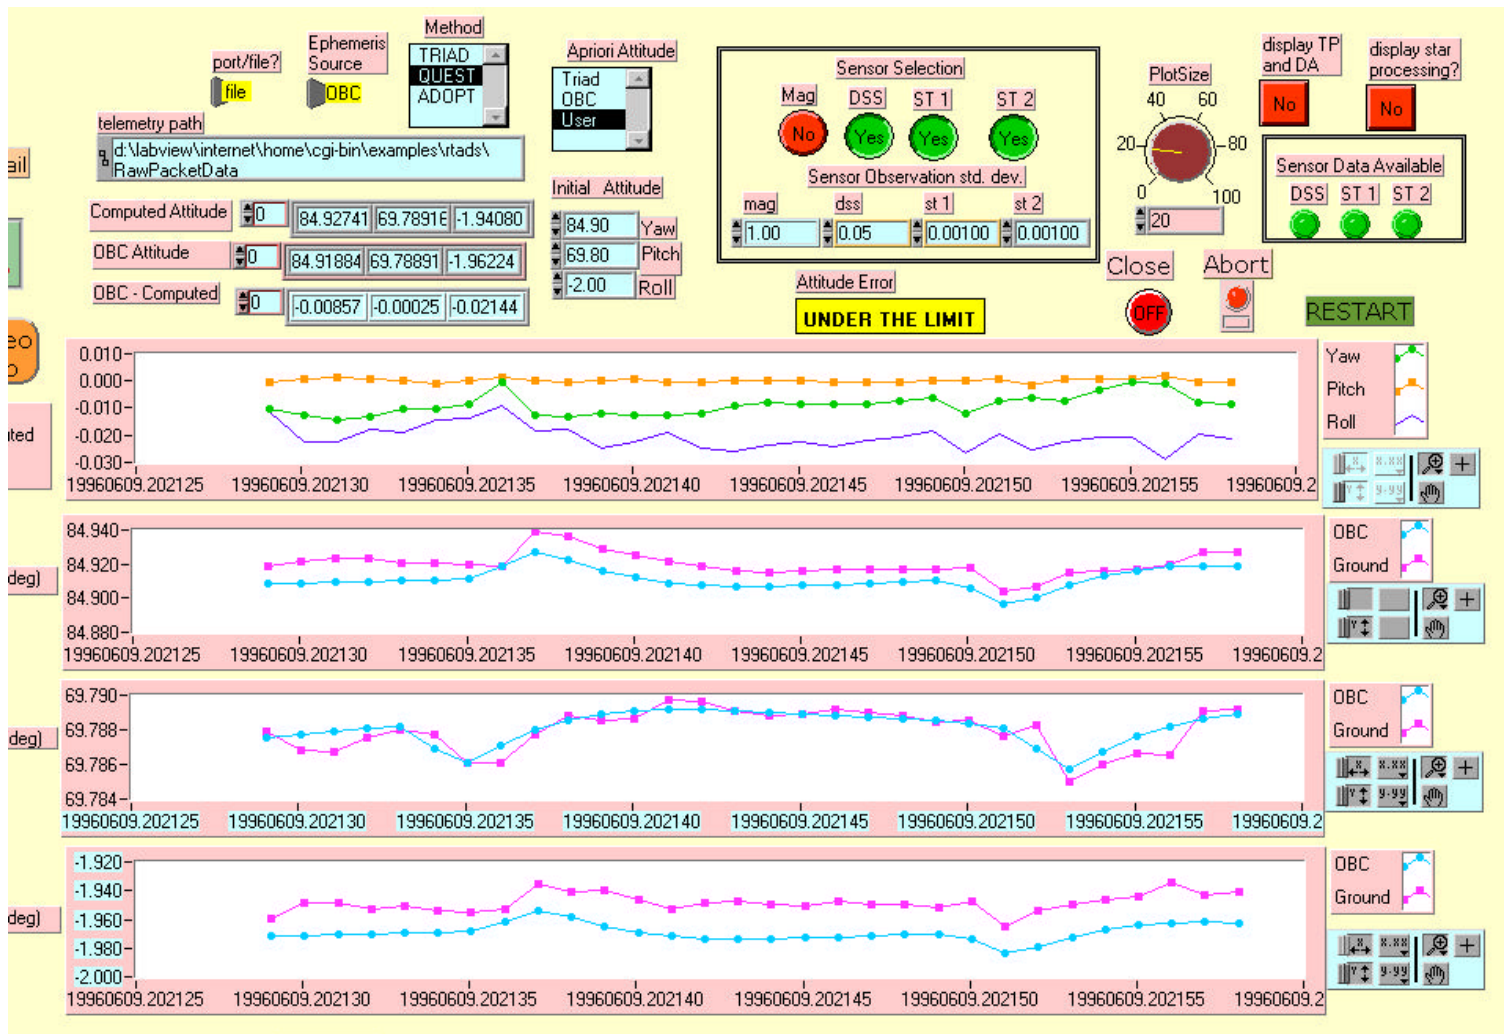 port/file?
file
Ephemeris
Source
OBC
Method
TRIAD
QUEST
ADOPT
Apriori Attitude
Triad
OBC
User
telemetry path
d:\labview\internet\home\cgi-bin\examples\rtads\
RawPacketData
ail
Computed Attitude 0 84.92741 69.78916 -1.94080
OBC Attitude 0 84.91884 69.78891 -1.96224
OBC - Computed 0 -0.00857 -0.00025 -0.02144
Initial Attitude
84.90 Yaw
69.80 Pitch
-2.00 Roll
Sensor Selection
Mag DSS ST 1 ST 2
No Yes Yes Yes
Sensor Observation std. dev.
mag dss st 1 st 2
1.00 0.05 0.00100 0.00100
Attitude Error
UNDER THE LIMIT
PlotSize
40 60
20 80
0 100
20
display TP
and DA
No
display star
processing?
No
Sensor Data Available
DSS ST 1 ST 2
Close
OFF
Abort
RESTART
eo
o
ited
0.010
0.000
-0.010
-0.020
-0.030
19960609.202125 19960609.202130 19960609.202135 19960609.202140 19960609.202145 19960609.202150 19960609.202155 19960609.2
Yaw
Pitch
Roll
X X.XX
Y Y.YY
deg)
84.940
84.920
84.900
84.880
19960609.202125 19960609.202130 19960609.202135 19960609.202140 19960609.202145 19960609.202150 19960609.202155 19960609.2
OBC
Ground
Y
deg)
69.790
69.788
69.786
69.784
19960609.202125 19960609.202130 19960609.202135 19960609.202140 19960609.202145 19960609.202150 19960609.202155 19960609.2
OBC
Ground
X X.XX
Y Y.YY
deg)
-1.920
-1.940
-1.960
-1.980
-2.000
19960609.202125 19960609.202130 19960609.202135 19960609.202140 19960609.202145 19960609.202150 19960609.202155 19960609.2
OBC
Ground
X X.XX
Y Y.YY